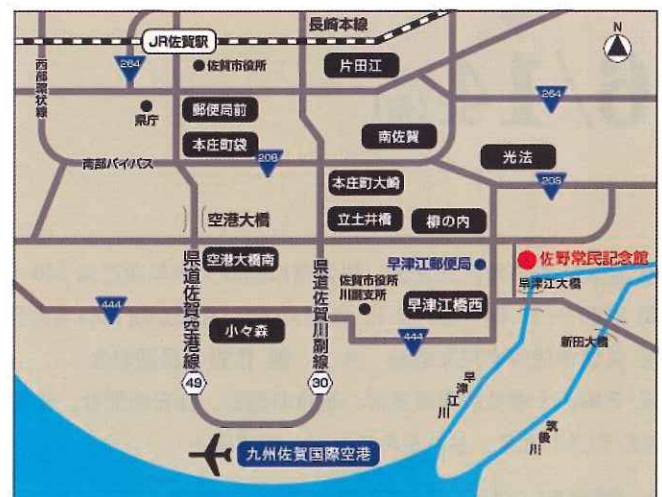 長崎本線
N
JR佐賀駅
264
佐賀市役所
片田江
西部環状線
264
県庁
郵便局前
南佐賀
本庄町袋
208
光法
南部バイパス
208
本庄町大崎
空港大橋
立土井橋
柳の内
県道佐賀空港線
空港大橋南
県道佐賀川副線
早津江郵便局
佐野常民記念館
佐賀市役所
川副支所
早津江大橋
444
早津江橋西
小々森
444
新田大橋
49
30
早津江川
筑後川
九州佐賀国際空港